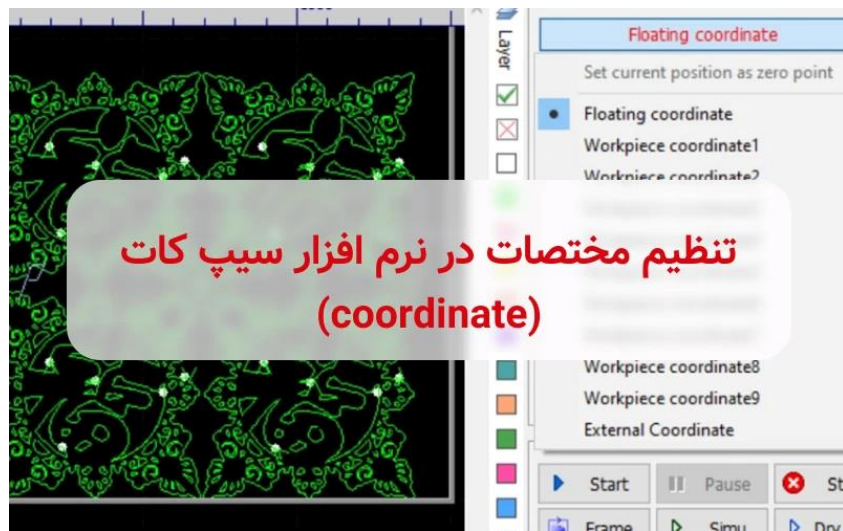 Layer
Floating coordinate
Set current position as zero point
Floating coordinate
Workpiece coordinate1
Workpiece coordinate2
تنظیم مختصات در نرم افزار سیپ کات
(coordinate)
Workpiece coordinate8
Workpiece coordinate9
External Coordinate
Start Pause
Frame Simu Dry